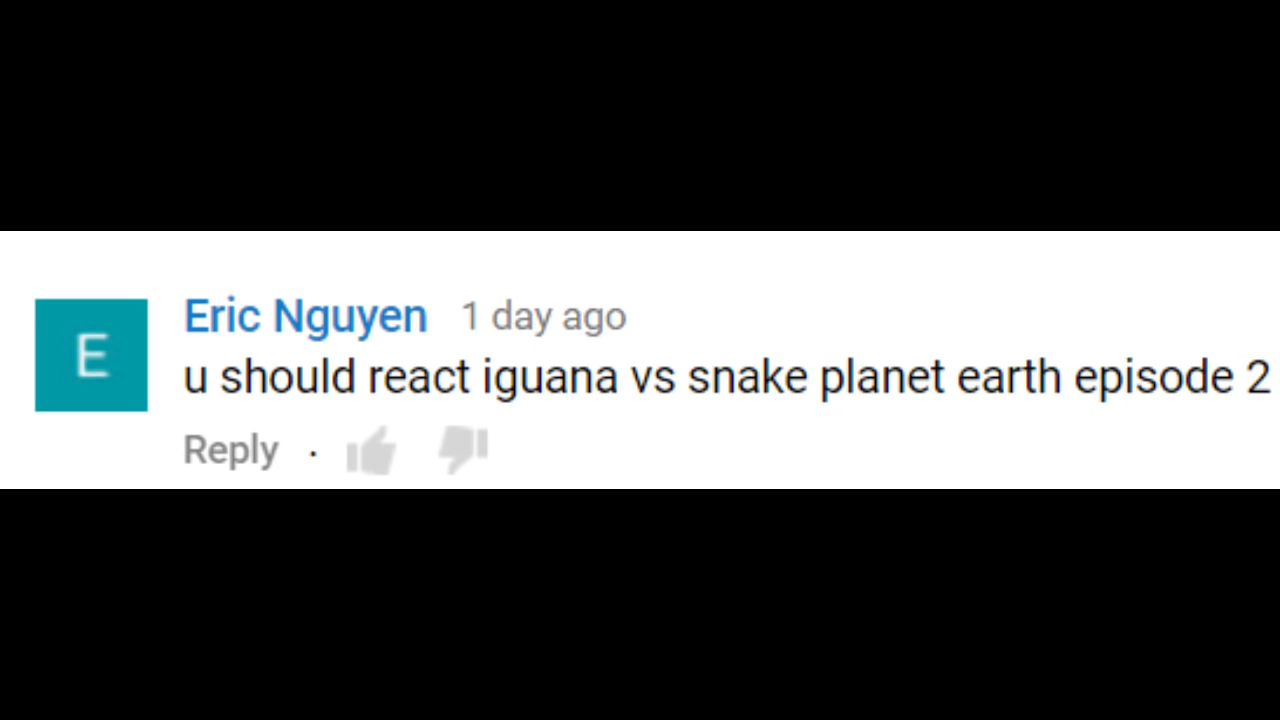 E
Eric Nguyen 1 day ago
u should react iguana vs snake planet earth episode 2
Reply ·